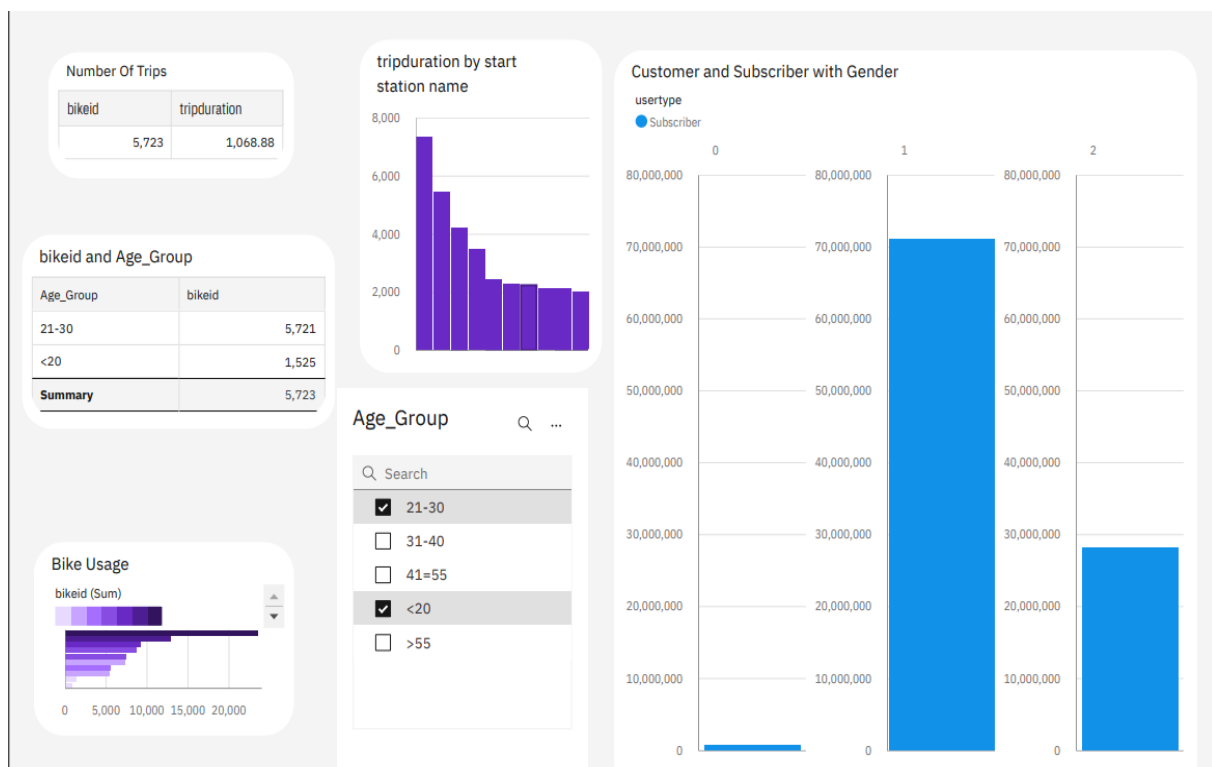 Number Of Trips
bikeid tripduration
5,723 1,068.88
bikeid and Age_Group
Age_Group bikeid
21-30 5,721
<20 1,525
Summary 5,723
Bike Usage
bikeid (Sum)
0 5,000 10,000 15,000 20,000
tripduration by start
station name
8,000
6,000
4,000
2,000
0
Age_Group
...
Search
21-30
31-40
41=55
<20
>55
Customer and Subscriber with Gender
usertype
Subscriber
0 1 2
80,000,000 80,000,000 80,000,000
70,000,000 70,000,000 70,000,000
60,000,000 60,000,000 60,000,000
50,000,000 50,000,000 50,000,000
40,000,000 40,000,000 40,000,000
30,000,000 30,000,000 30,000,000
20,000,000 20,000,000 20,000,000
10,000,000 10,000,000 10,000,000
0 0 0